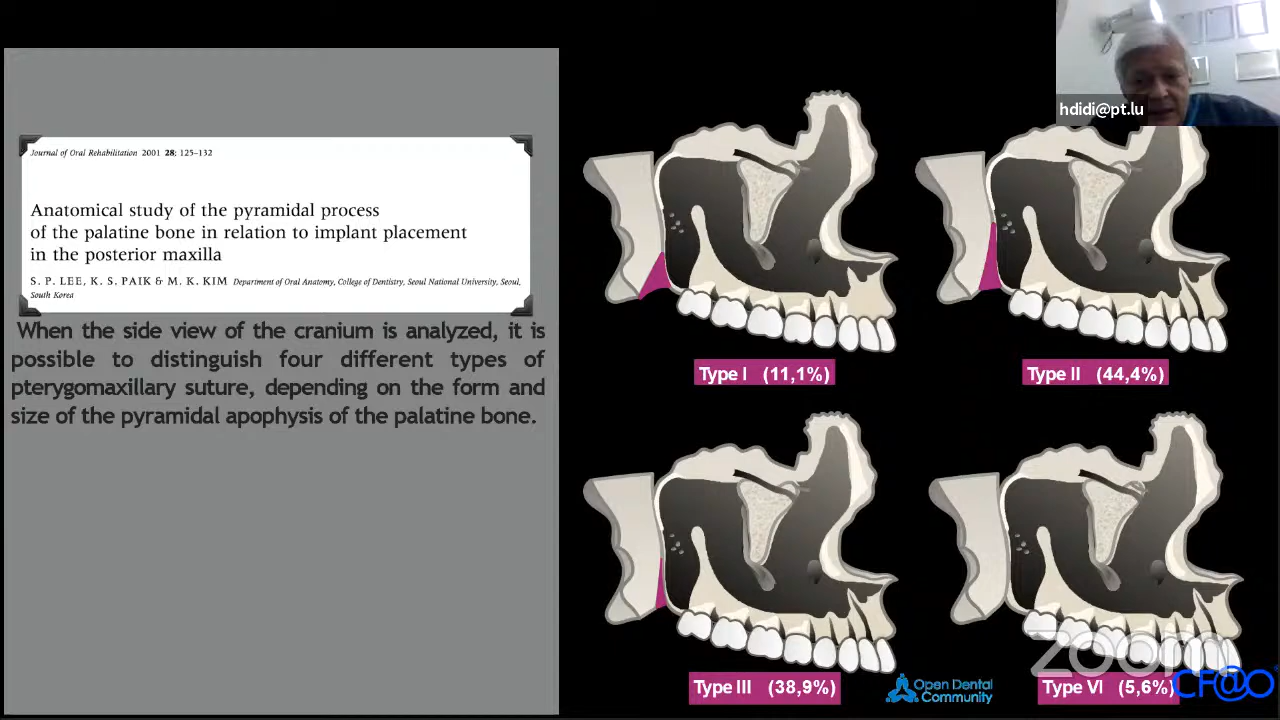 hdidi@pt.lu
Journal of Oral Rehabilitation 2001 28; 125–132
Anatomical study of the pyramidal process
of the palatine bone in relation to implant placement
in the posterior maxilla
S. P. LEE, K. S. PAIK & M. K. KIM Department of Oral Anatomy, College of Dentistry, Seoul National University, Seoul,
South Korea
When the side view of the cranium is analyzed, it is
possible to distinguish four different types of
pterygomaxillary suture, depending on the form and
size of the pyramidal apophysis of the palatine bone.
Type I (11,1%)
Type II (44,4%)
Type III (38,9%)
Type VI (5,6%)
Open Dental
Community
zoom
CF@O